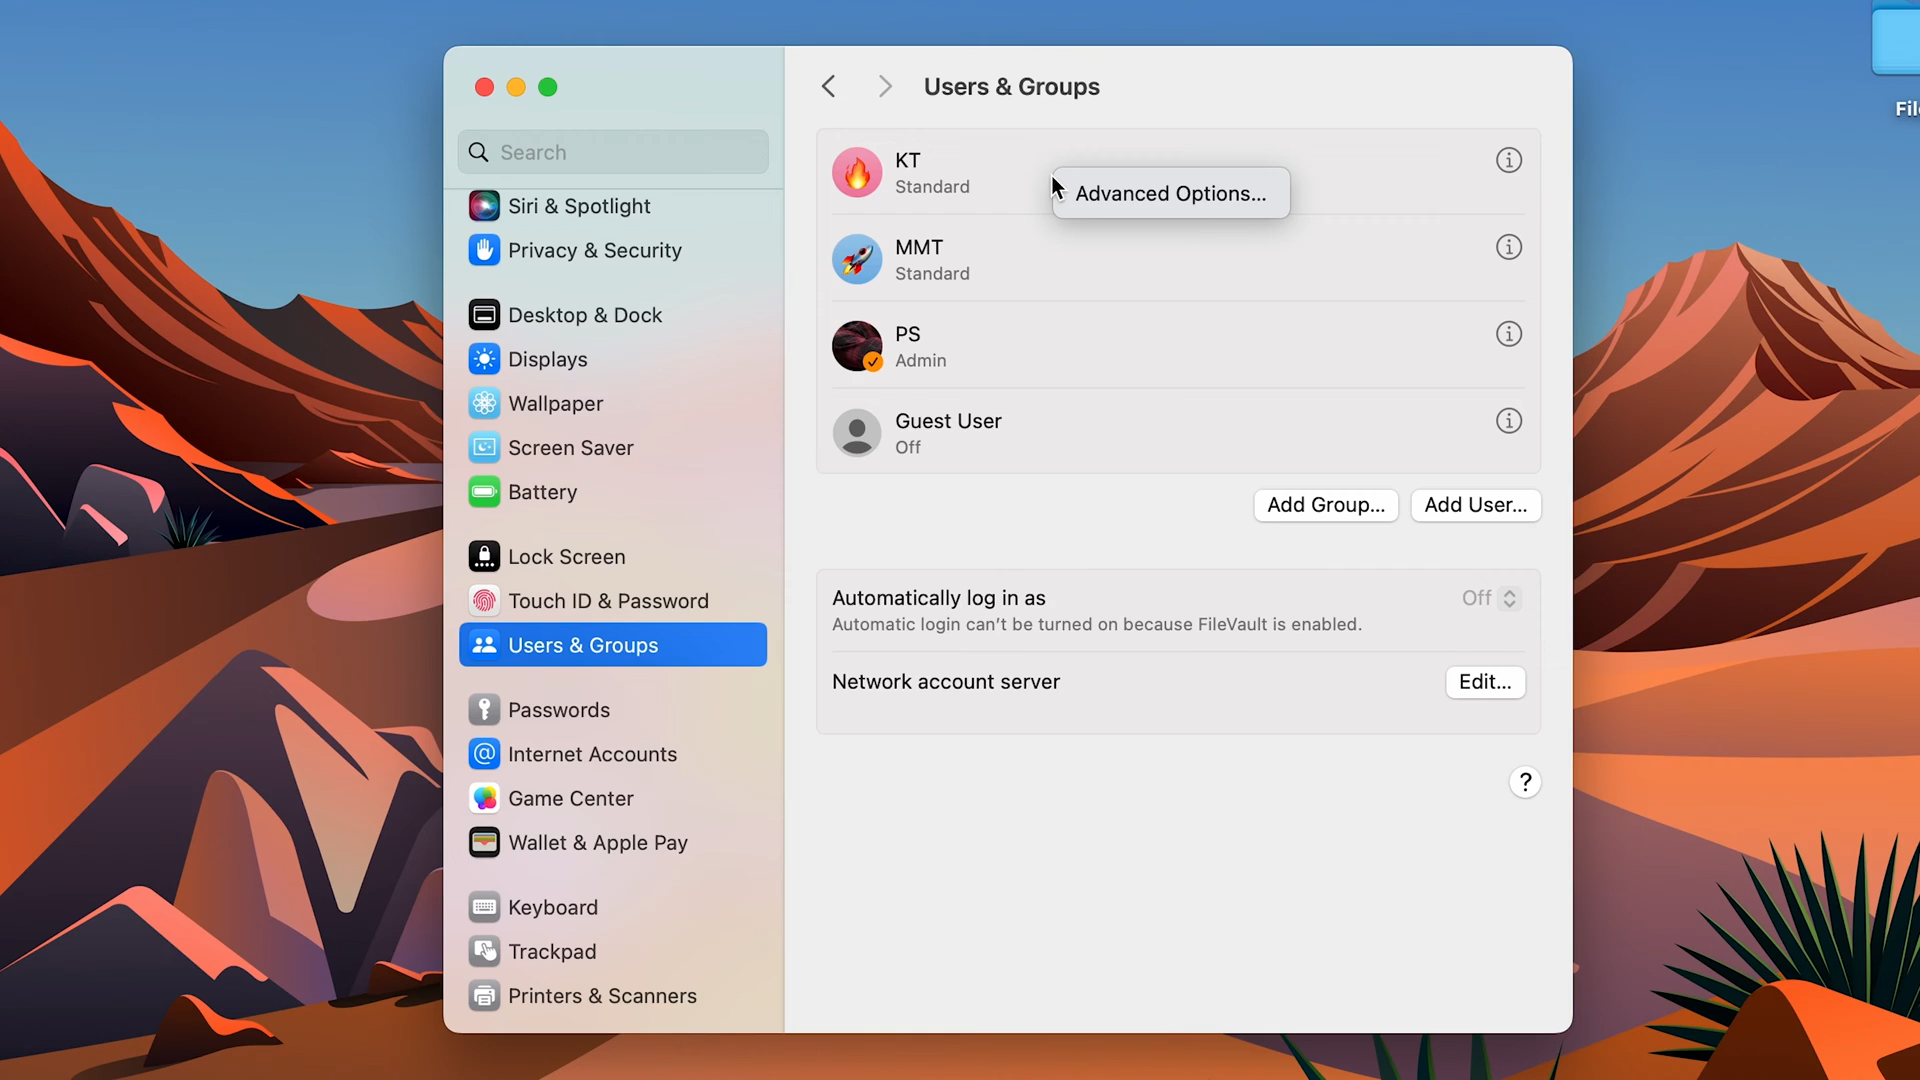 Search
Siri & Spotlight
Privacy & Security
Desktop & Dock
Displays
Wallpaper
Screen Saver
Battery
Lock Screen
Touch ID & Password
Users & Groups
Passwords
Internet Accounts
Game Center
Wallet & Apple Pay
Keyboard
Trackpad
Printers & Scanners
Users & Groups
KT
Standard
Advanced Options...
MMT
Standard
PS
Admin
Guest User
Off
Add Group...
Add User...
Automatically log in as
Off
Automatic login can't be turned on because FileVault is enabled.
Network account server
Edit...
?